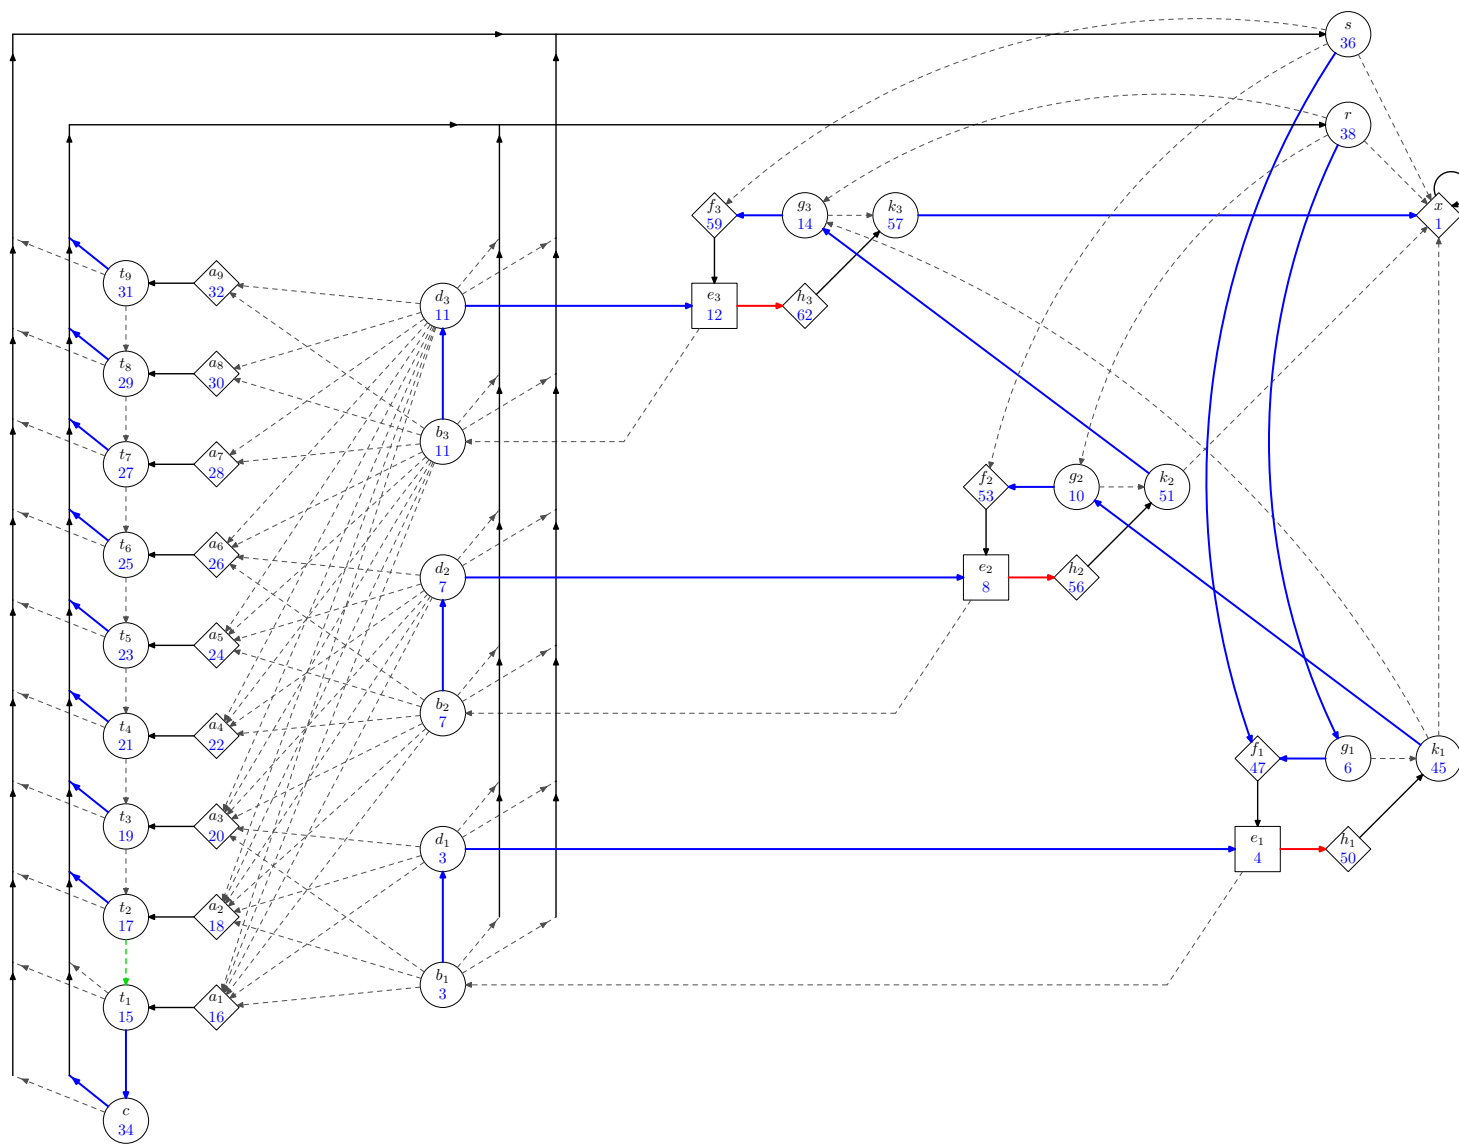 s
36
r
38
f₃
59
g₃
14
k₃
57
x
1
t₉
31
a₉
32
d₃
11
e₃
12
h₃
62
t₈
29
a₈
30
b₃
11
t₇
27
a₇
28
f₂
53
g₂
10
k₂
51
t₆
25
a₆
26
d₂
7
e₂
8
h₂
56
t₅
23
a₅
24
b₂
7
t₄
21
a₄
22
f₁
47
g₁
6
k₁
45
t₃
19
a₃
20
d₁
3
e₁
4
h₁
50
t₂
17
a₂
18
b₁
3
t₁
15
a₁
16
c
34